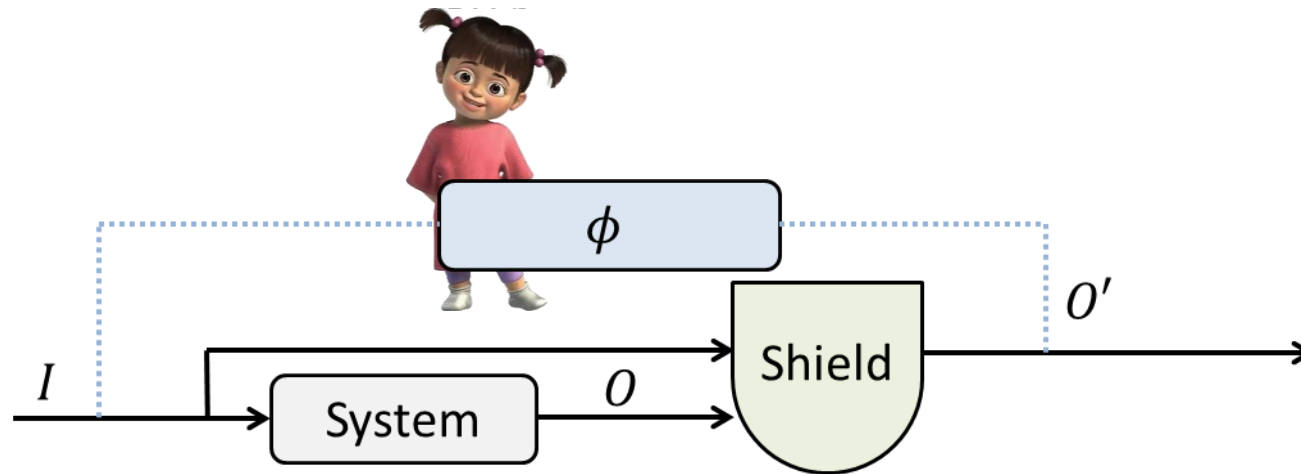 ϕ
O′
Shield
I
O
System